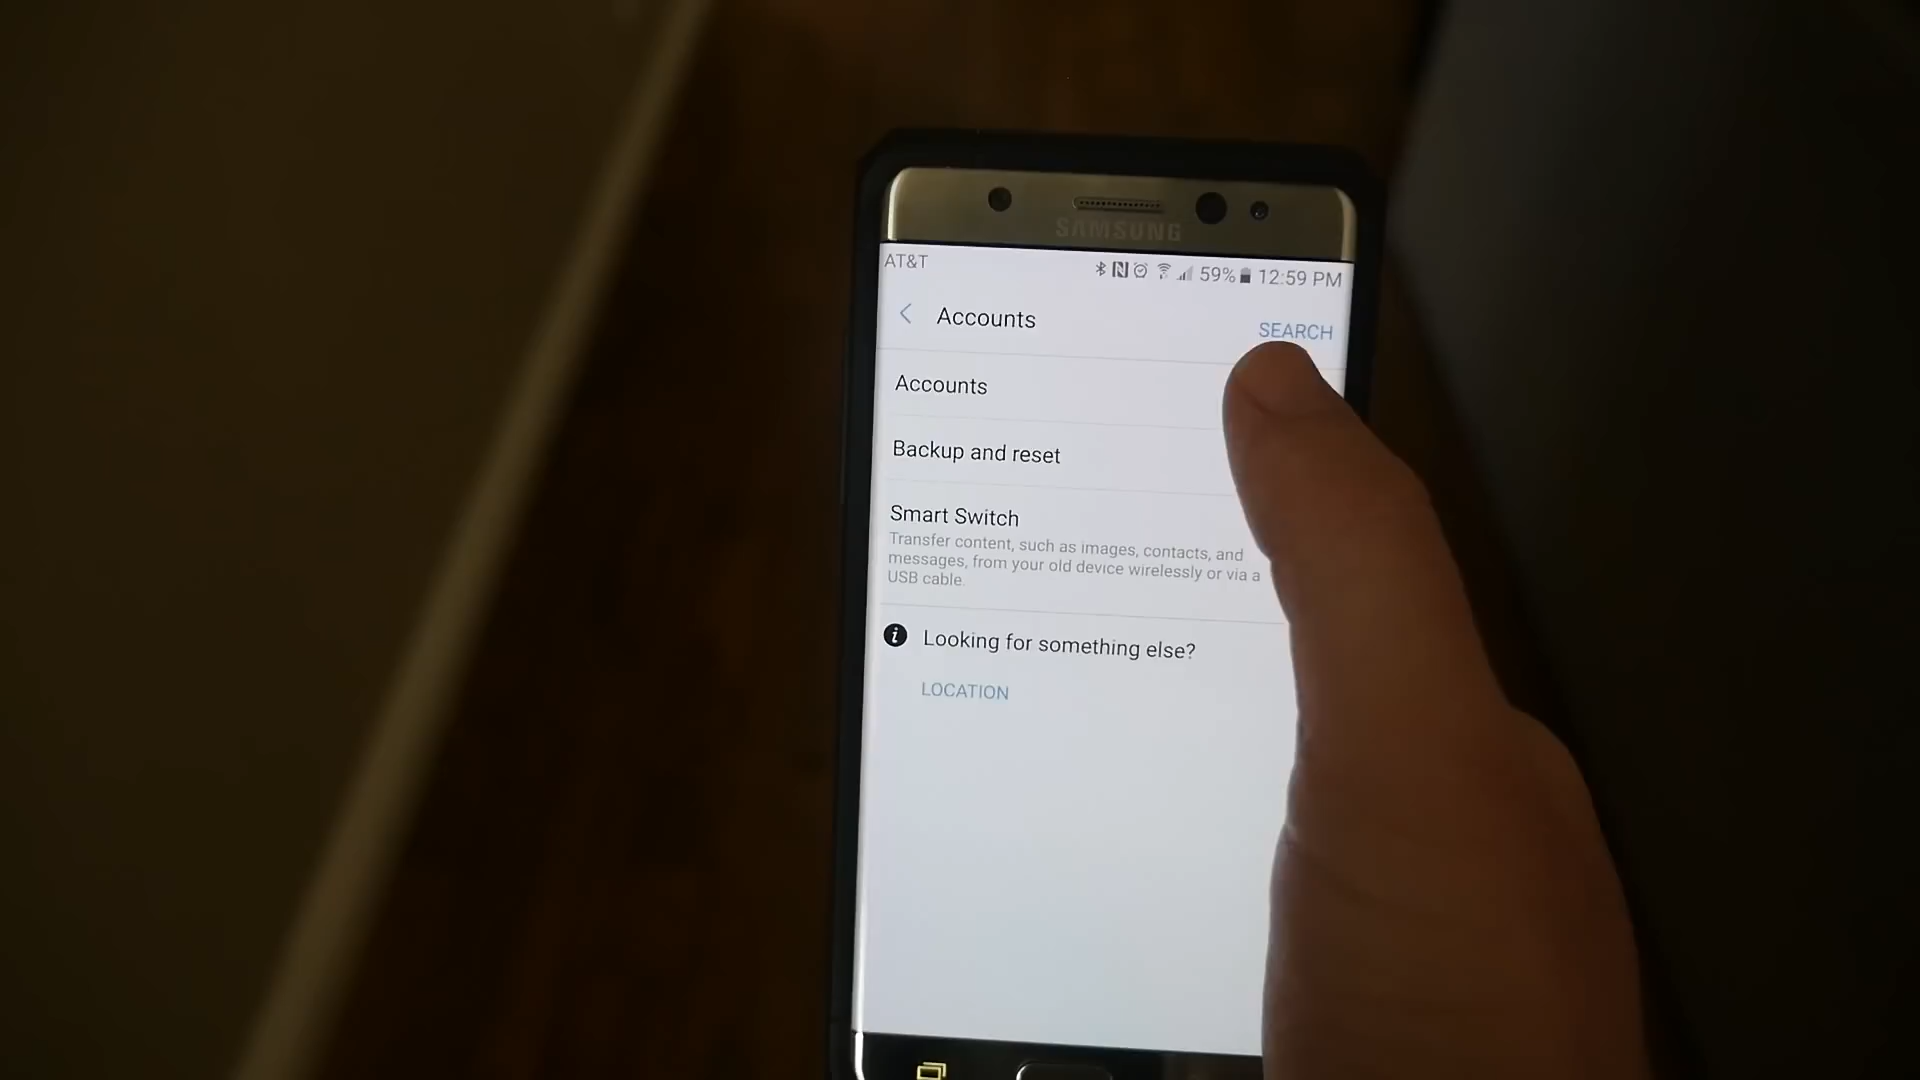 SAMSUNG
AT&T 59% 12:59 PM
Accounts
SEARCH
Accounts
Backup and reset
Smart Switch
Transfer content, such as images, contacts, and
messages, from your old device wirelessly or via a
USB cable.
Looking for something else?
LOCATION